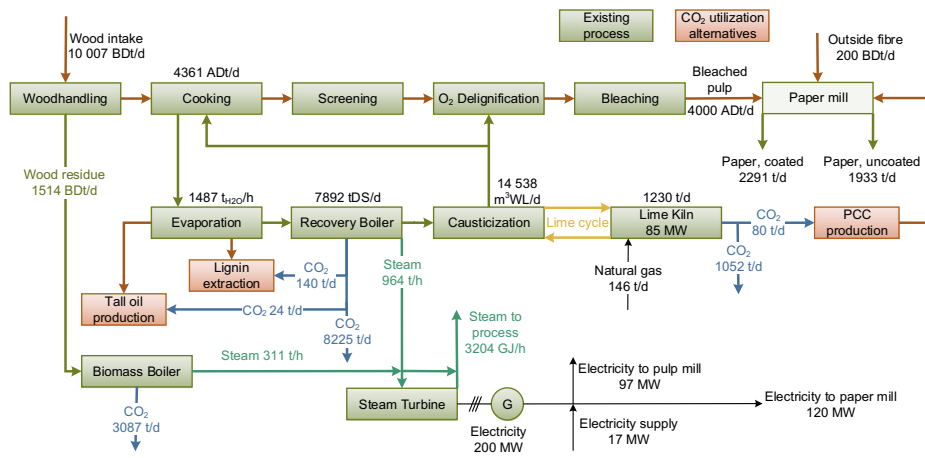 Existing
process
CO₂ utilization
alternatives
Wood intake
10 007 BDt/d
Outside fibre
200 BDt/d
4361 ADt/d
Woodhandling
Cooking
Screening
O₂ Delignification
Bleaching
Bleached
pulp
4000 ADt/d
Paper mill
Paper, coated
2291 t/d
Paper, uncoated
1933 t/d
Wood residue
1514 BDt/d
1487 t_H2O/h
7892 tDS/d
14 538
m³WL/d
1230 t/d
Evaporation
Recovery Boiler
Causticization
Lime cycle
Lime Kiln
85 MW
CO₂
80 t/d
PCC
production
CO₂
1052 t/d
Natural gas
146 t/d
Lignin
extraction
CO₂
140 t/d
Steam
964 t/h
Tall oil
production
CO₂ 24 t/d
CO₂
8225 t/d
Steam to
process
3204 GJ/h
Biomass Boiler
Steam 311 t/h
CO₂
3087 t/d
Steam Turbine
G
Electricity
200 MW
Electricity to pulp mill
97 MW
Electricity supply
17 MW
Electricity to paper mill
120 MW